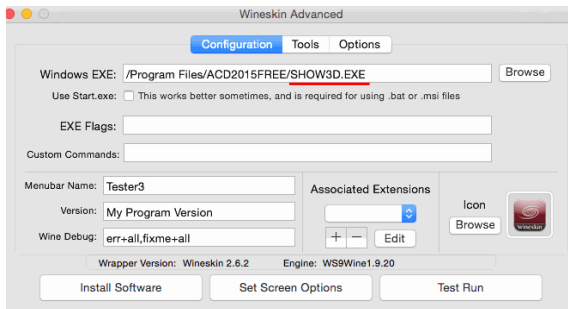 Wineskin Advanced
Configuration Tools Options
Windows EXE: /Program Files/ACD2015FREE/SHOW3D.EXE Browse
Use Start.exe: This works better sometimes, and is required for using .bat or .msi files
EXE Flags:
Custom Commands:
Menubar Name: Tester3 Associated Extensions
Version: My Program Version Icon
Browse
Wineskin
Wine Debug: err+all,fixme+all + − Edit
Wrapper Version: Wineskin 2.6.2 Engine: WS9Wine1.9.20
Install Software Set Screen Options Test Run